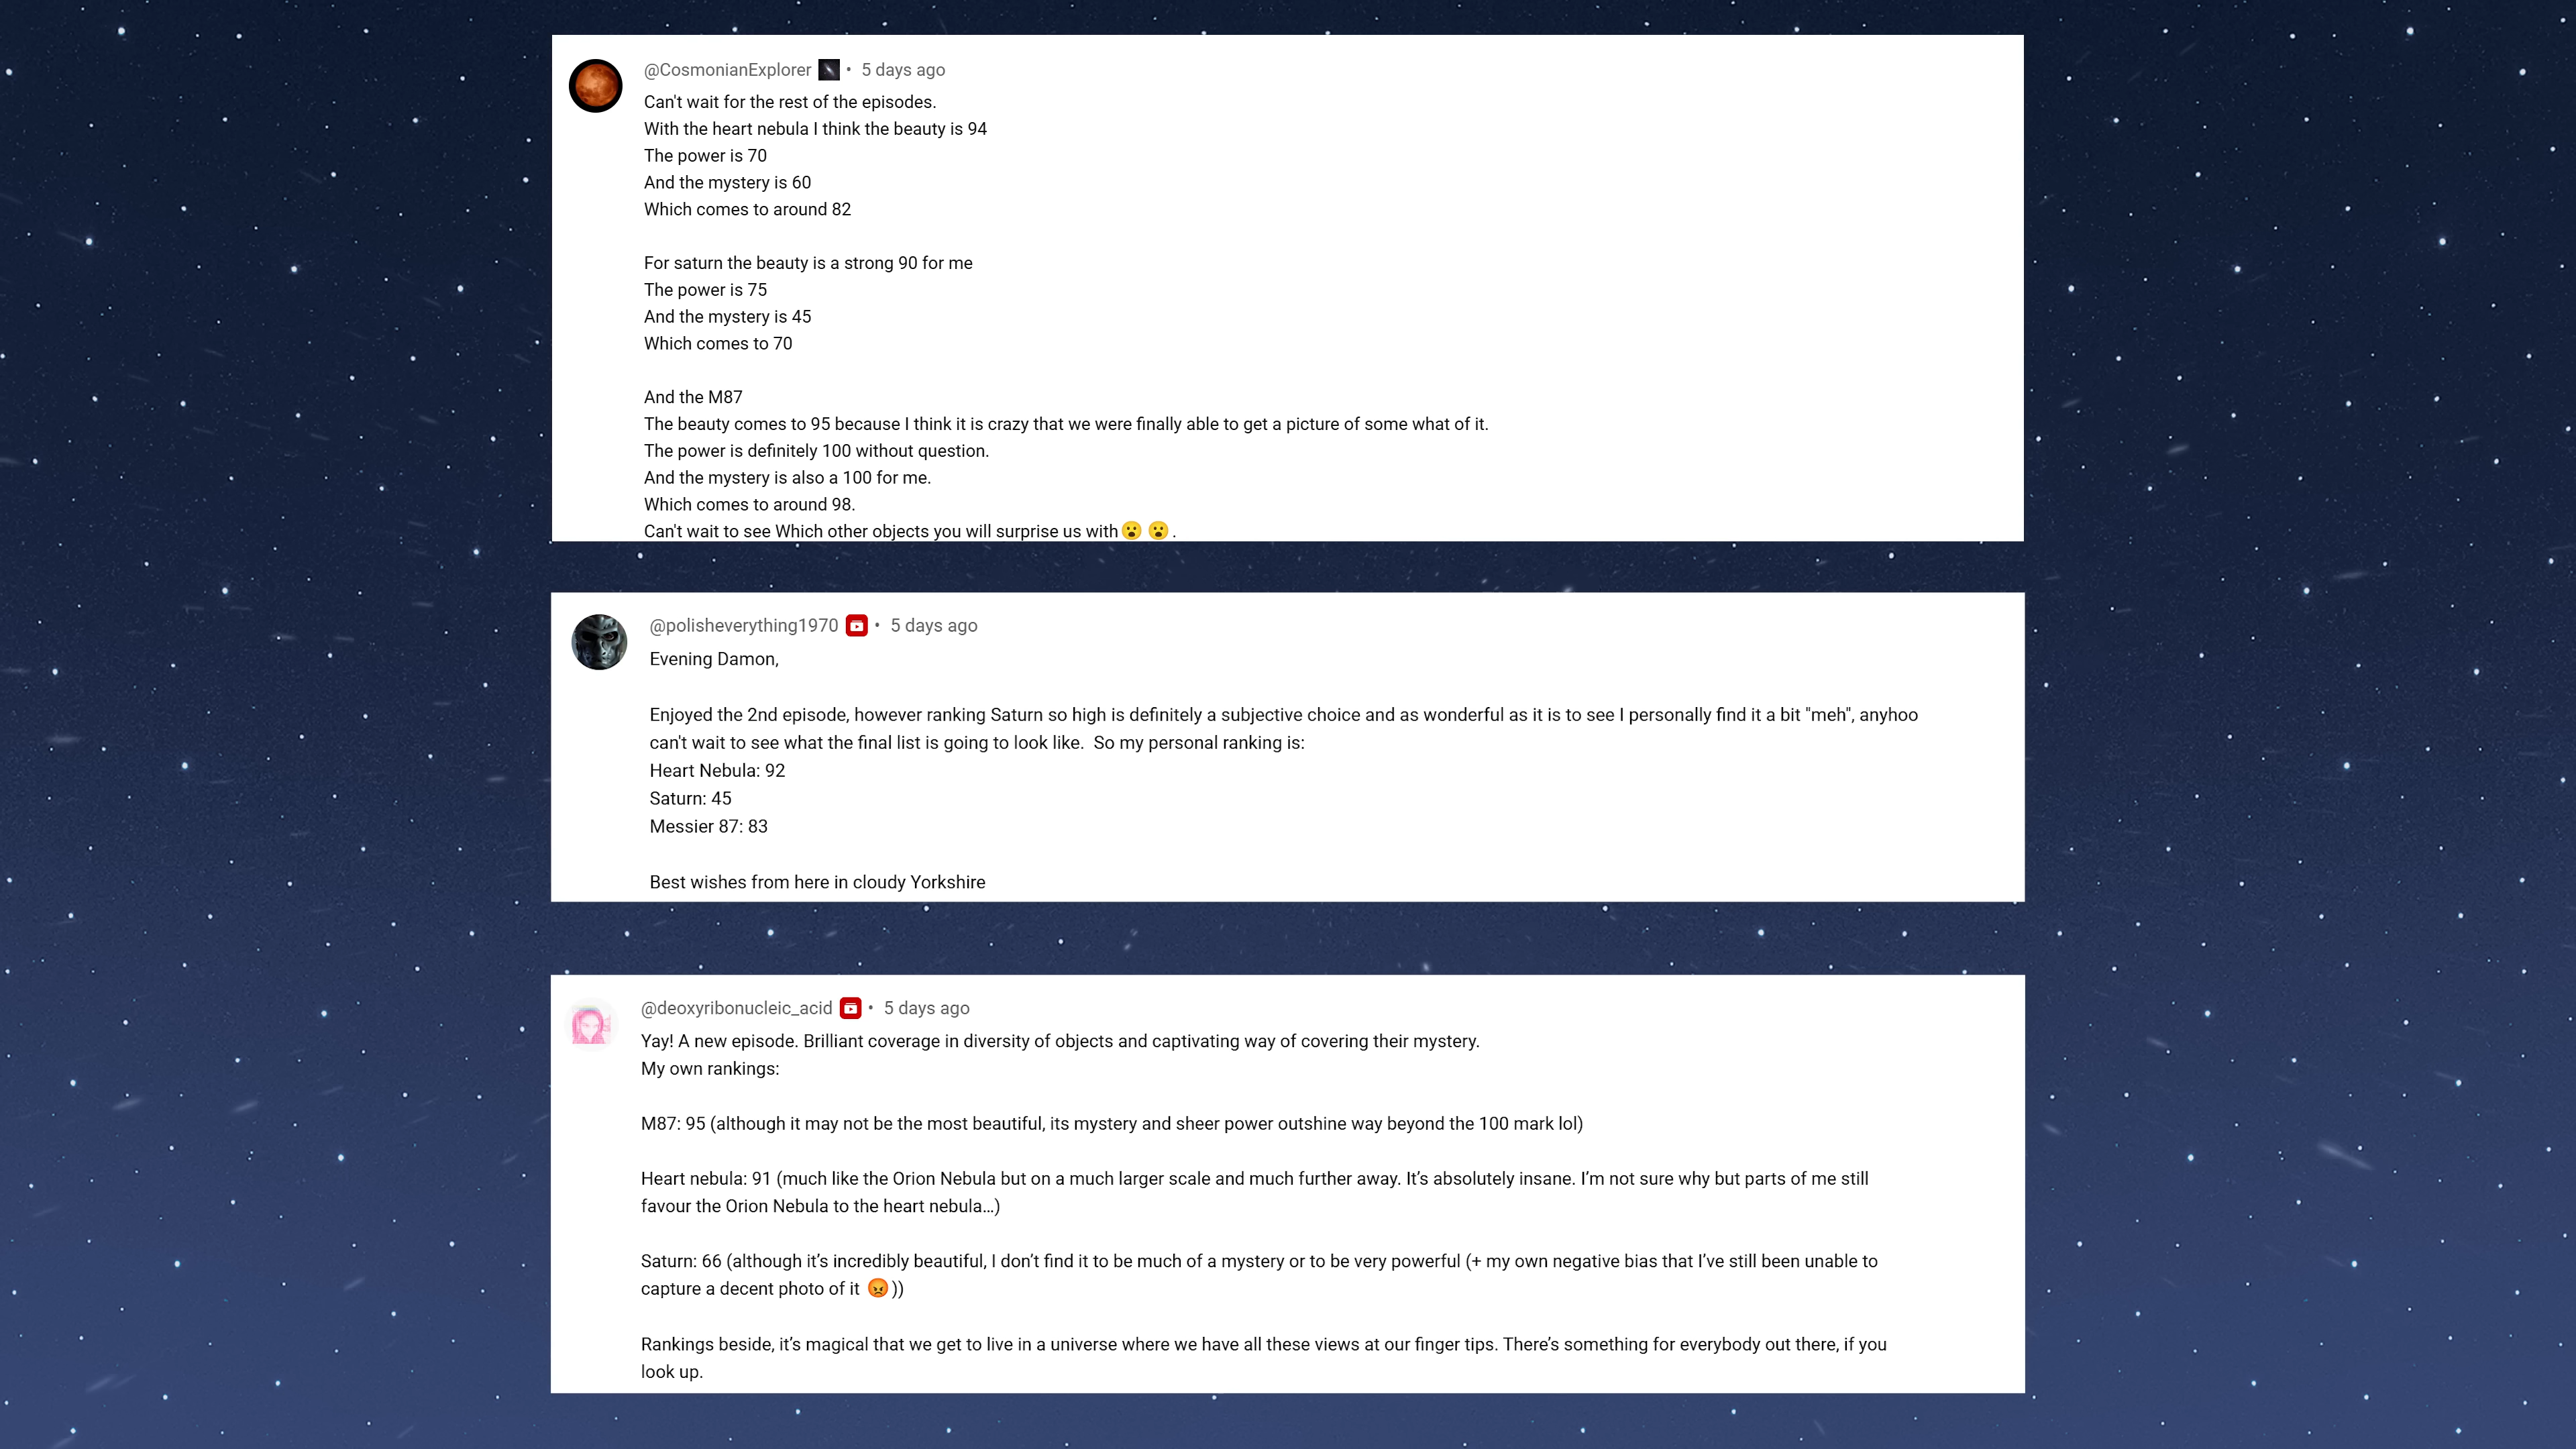 @CosmonianExplorer • 5 days ago
Can't wait for the rest of the episodes.
With the heart nebula I think the beauty is 94
The power is 70
And the mystery is 60
Which comes to around 82
For saturn the beauty is a strong 90 for me
The power is 75
And the mystery is 45
Which comes to 70
And the M87
The beauty comes to 95 because I think it is crazy that we were finally able to get a picture of some what of it.
The power is definitely 100 without question.
And the mystery is also a 100 for me.
Which comes to around 98.
Can't wait to see Which other objects you will surprise us with😮 😮 .
@polisheverything1970 • 5 days ago
Evening Damon,
Enjoyed the 2nd episode, however ranking Saturn so high is definitely a subjective choice and as wonderful as it is to see I personally find it a bit "meh", anyhoo
can't wait to see what the final list is going to look like.  So my personal ranking is:
Heart Nebula: 92
Saturn: 45
Messier 87: 83
Best wishes from here in cloudy Yorkshire
@deoxyribonucleic_acid • 5 days ago
Yay! A new episode. Brilliant coverage in diversity of objects and captivating way of covering their mystery.
My own rankings:
M87: 95 (although it may not be the most beautiful, its mystery and sheer power outshine way beyond the 100 mark lol)
Heart nebula: 91 (much like the Orion Nebula but on a much larger scale and much further away. It’s absolutely insane. I’m not sure why but parts of me still
favour the Orion Nebula to the heart nebula…)
Saturn: 66 (although it’s incredibly beautiful, I don’t find it to be much of a mystery or to be very powerful (+ my own negative bias that I’ve still been unable to
capture a decent photo of it 😡))
Rankings beside, it’s magical that we get to live in a universe where we have all these views at our finger tips. There’s something for everybody out there, if you
look up.